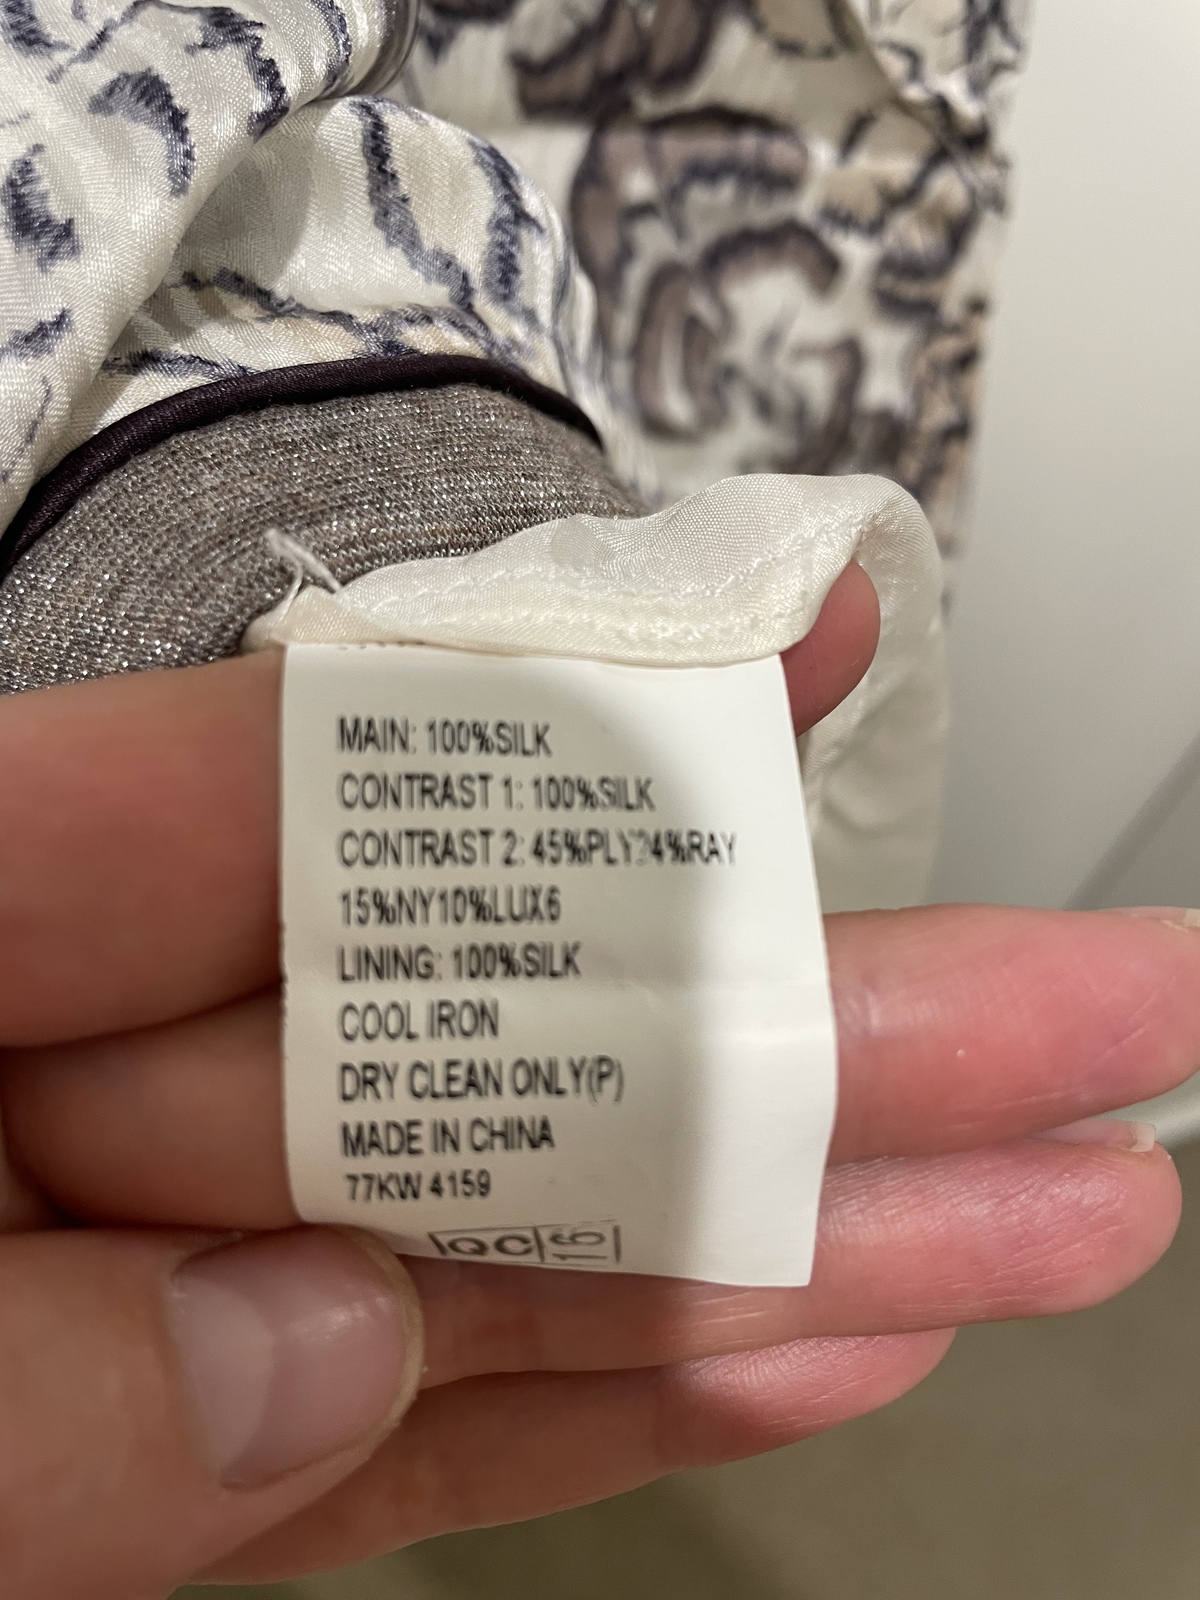 MAIN: 100%SILK
CONTRAST 1: 100%SILK
CONTRAST 2: 45%PLY24%RAY
15%NY10%LUX6
LINING: 100%SILK
COOL IRON
DRY CLEAN ONLY(P)
MADE IN CHINA
77KW 4159
QC 16